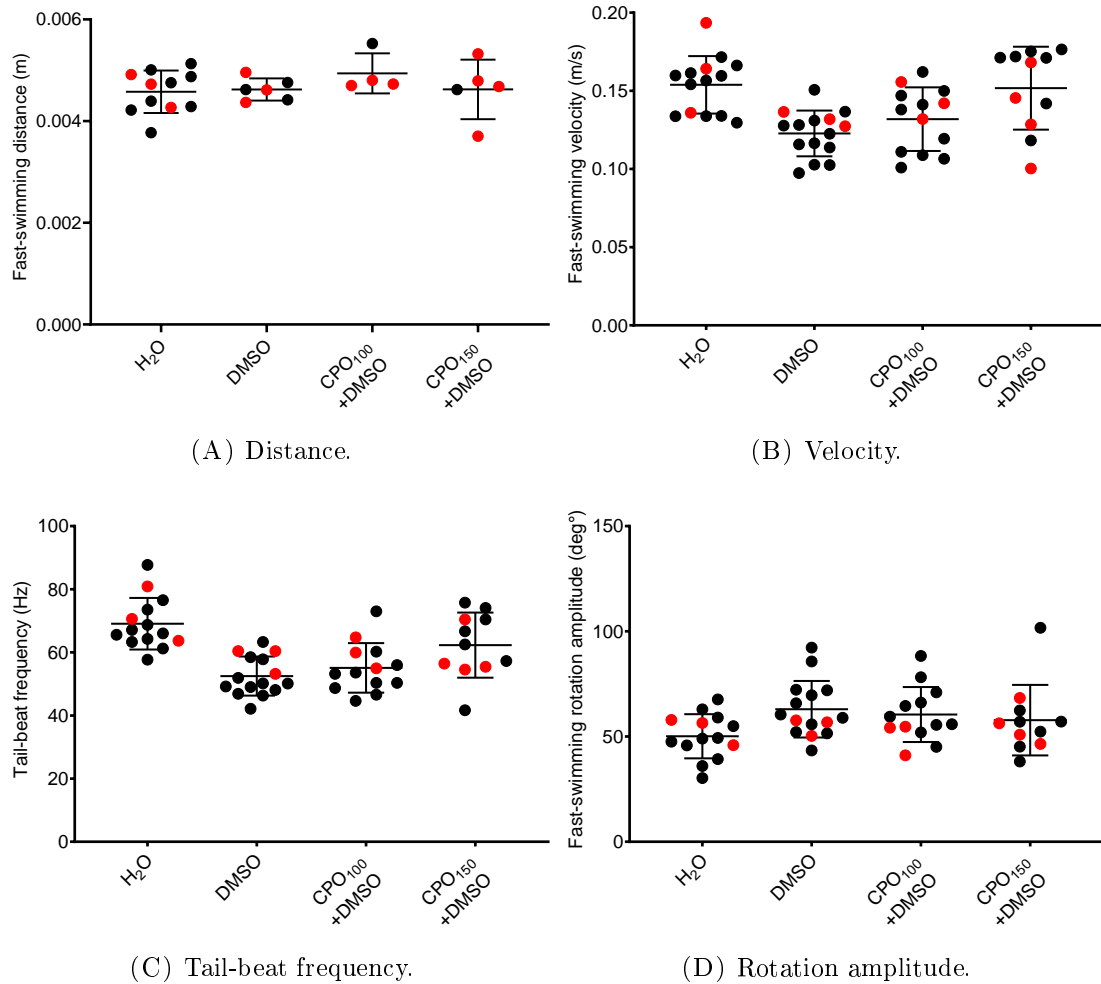 Fast-swimming distance (m)
0.006
0.004
0.002
0.000
H₂O
DMSO
CPO₁₀₀
+DMSO
CPO₁₅₀
+DMSO
(A) Distance.
Fast-swimming velocity (m/s)
0.20
0.15
0.10
0.05
0.00
H₂O
DMSO
CPO₁₀₀
+DMSO
CPO₁₅₀
+DMSO
(B) Velocity.
Tail-beat frequency (Hz)
100
80
60
40
20
0
H₂O
DMSO
CPO₁₀₀
+DMSO
CPO₁₅₀
+DMSO
(C) Tail-beat frequency.
Fast-swimming rotation amplitude (deg°)
150
100
50
0
H₂O
DMSO
CPO₁₀₀
+DMSO
CPO₁₅₀
+DMSO
(D) Rotation amplitude.